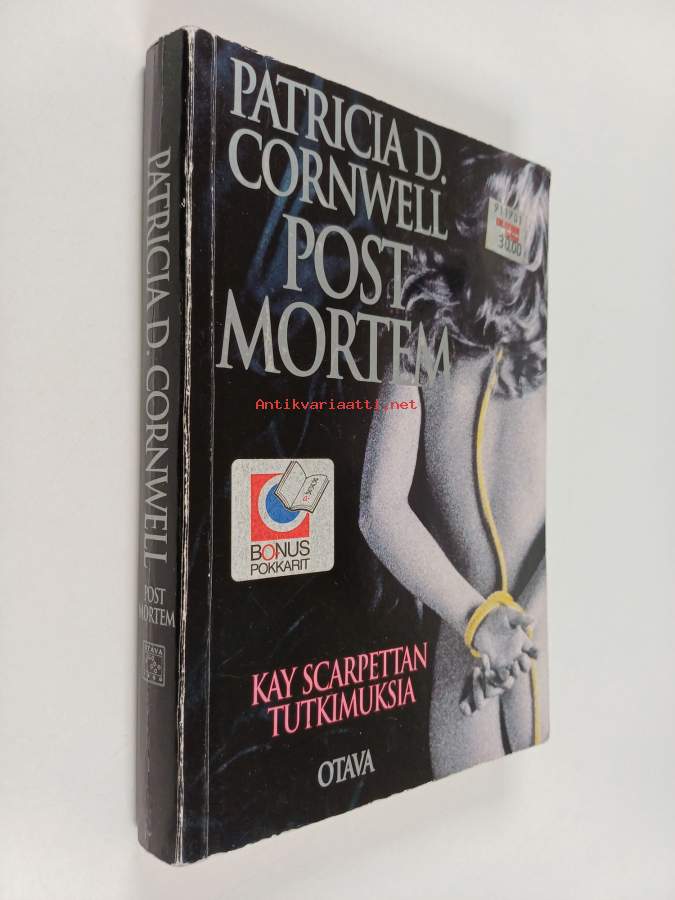 PATRICIA D.
CORNWELL
POST
MORTEM
30.00
Antikvariaatti.net
BONUS
POKKARIT
KAY SCARPETTAN
TUTKIMUKSIA
OTAVA
PATRICIA D. CORNWELL
POST
MORTEM
OTAVA